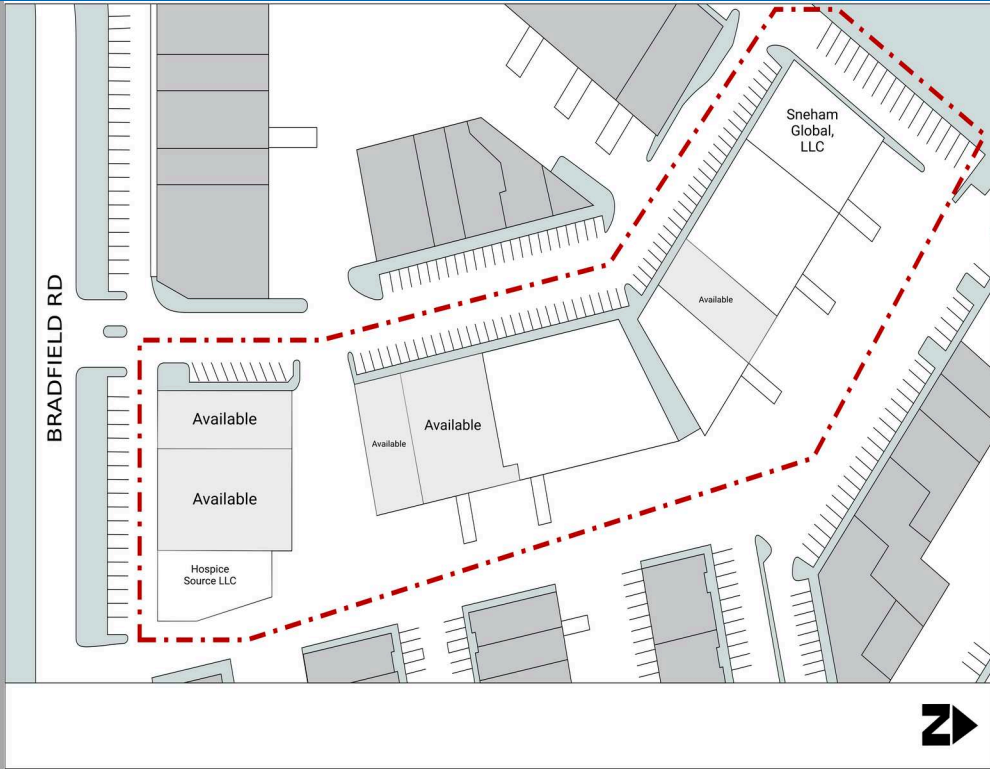 Sneham
Global,
LLC
Available
BRADFIELD RD
Available
Available
Available
Available
Hospice
Source LLC
Z